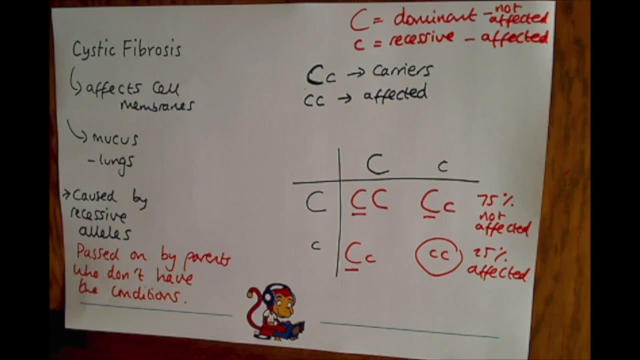 Cystic Fibrosis
↳ affects cell
membranes
↳ mucus
- lungs
→ Caused by
recessive
alleles
Passed on by parents
who don't have
the conditions.
C = dominant - not
affected
c = recessive - affected
Cc → carriers
cc → affected
C c
C CC Cc 75%
not
affected
c Cc cc 25%
affected